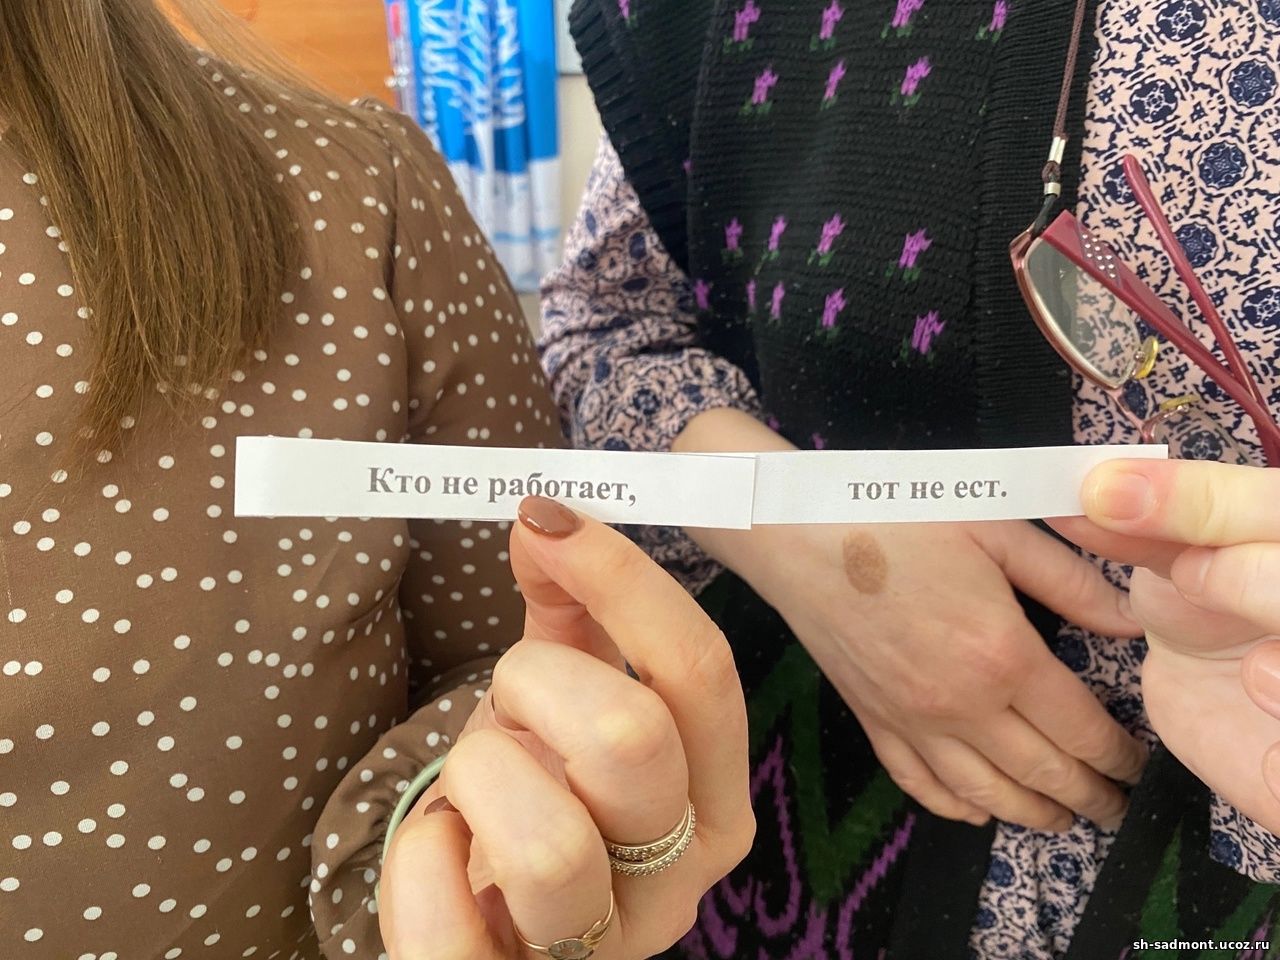 Кто не работает, тот не ест.
sh-sadmont.ucoz.ru